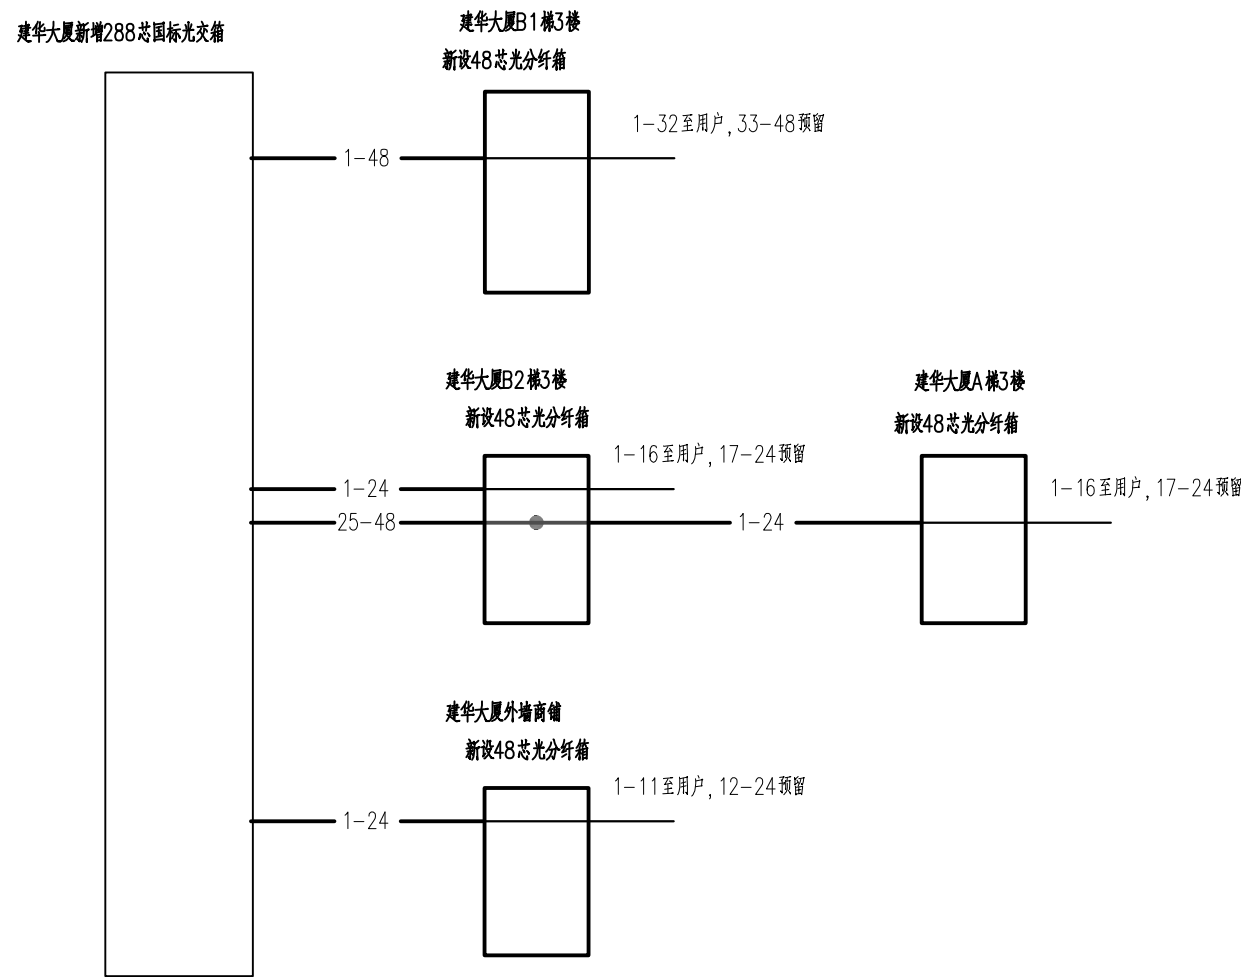 建华大厦新增288芯国标光交箱
建华大厦B1梯3楼
新设48芯光分纤箱
1-32至用户,33-48预留
1-48
建华大厦B2梯3楼
新设48芯光分纤箱
1-16至用户,17-24预留
1-24
25-48
1-24
建华大厦A梯3楼
新设48芯光分纤箱
1-16至用户,17-24预留
建华大厦外墙商铺
新设48芯光分纤箱
1-11至用户,12-24预留
1-24